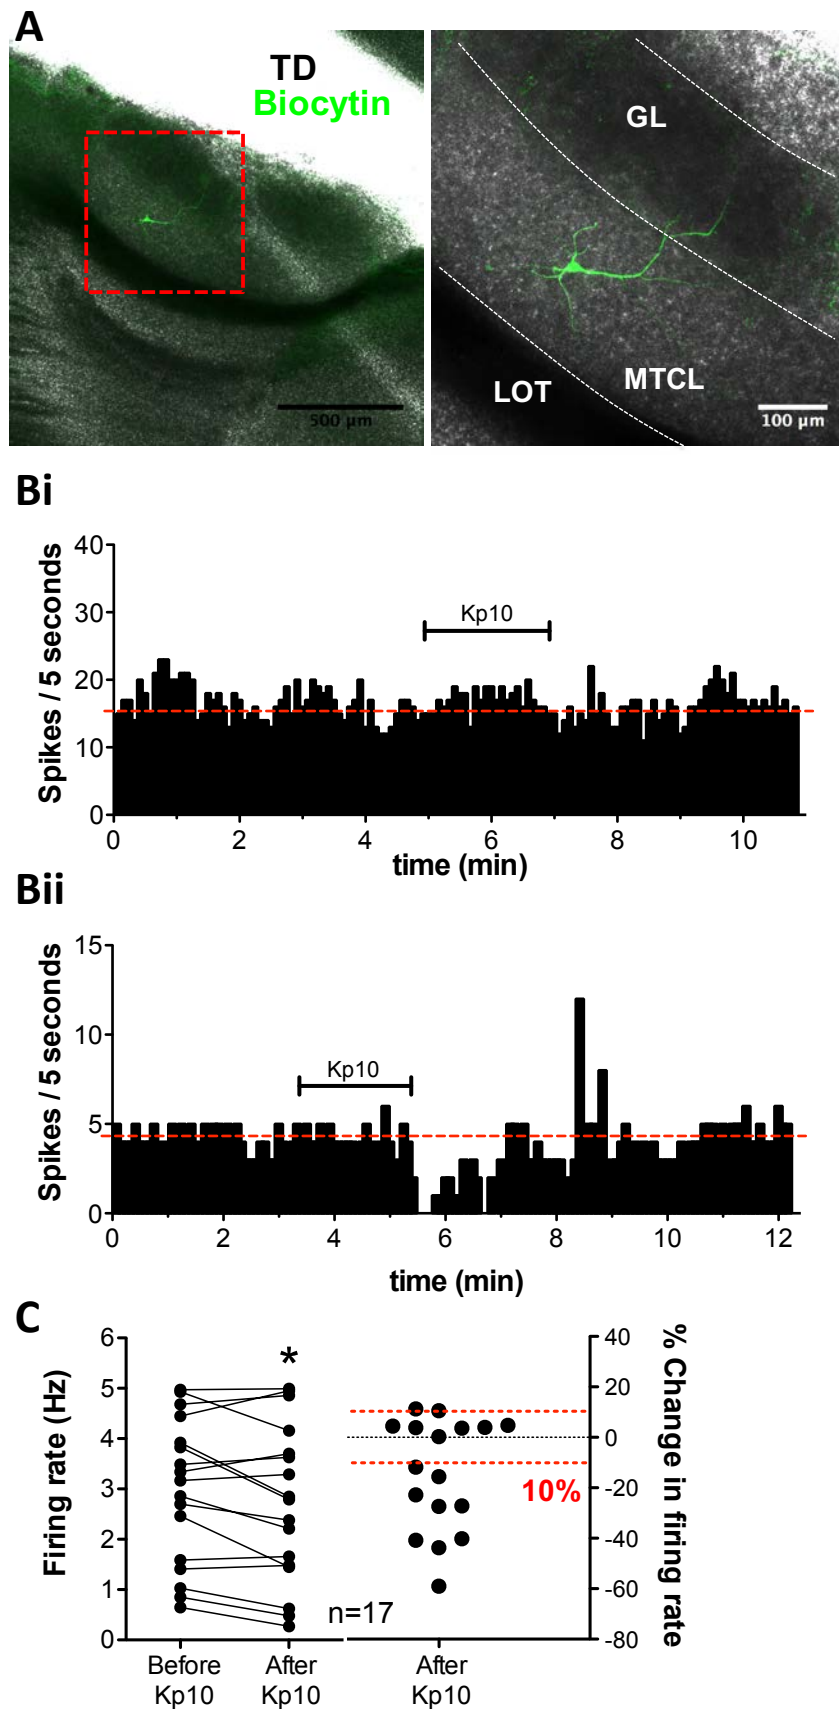 A
TD
Biocytin
500 µm
GL
MTCL
LOT
100 µm
Bi
Spikes / 5 seconds
40
30
20
10
0
Kp10
0 2 4 6 8 10
time (min)
Bii
Spikes / 5 seconds
15
10
5
0
Kp10
0 2 4 6 8 10 12
time (min)
C
Firing rate (Hz)
6
5
4
3
2
1
0
*
n=17
Before
Kp10
After
Kp10
10%
After
Kp10
40
20
0
-20
-40
-60
-80
% Change in firing rate